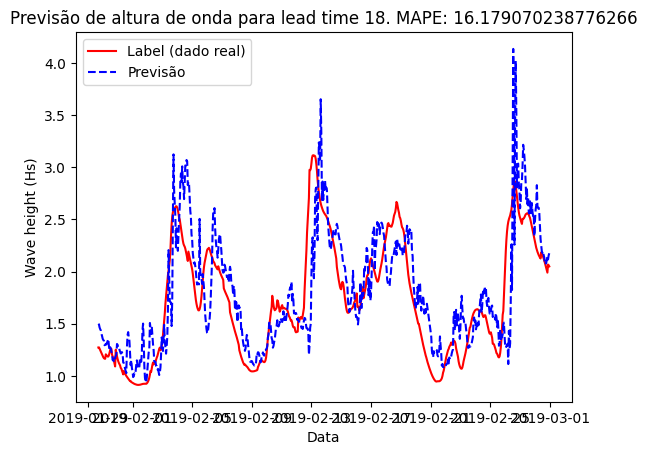 Previsão de altura de onda para lead time 18. MAPE: 16.179070238776266
Label (dado real)
Previsão
Wave height (Hs)
4.0
3.5
3.0
2.5
2.0
1.5
1.0
2019-01-29 2019-02-01 2019-02-05 2019-02-09 2019-02-13 2019-02-17 2019-02-21 2019-02-25 2019-03-01
Data